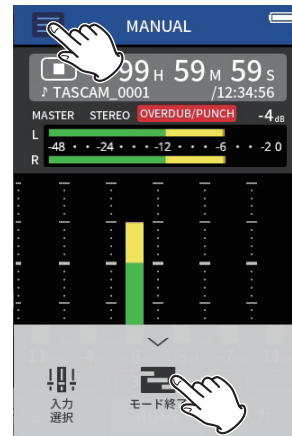 MANUAL
99 H 59 M 59 s
♪ TASCAM_0001 /12:34:56
MASTER STEREO OVERDUB/PUNCH -4 dB
L
-48 • • -24 • • • -12 • • • -6 • • -2 0
R
入力
選択
モード終了